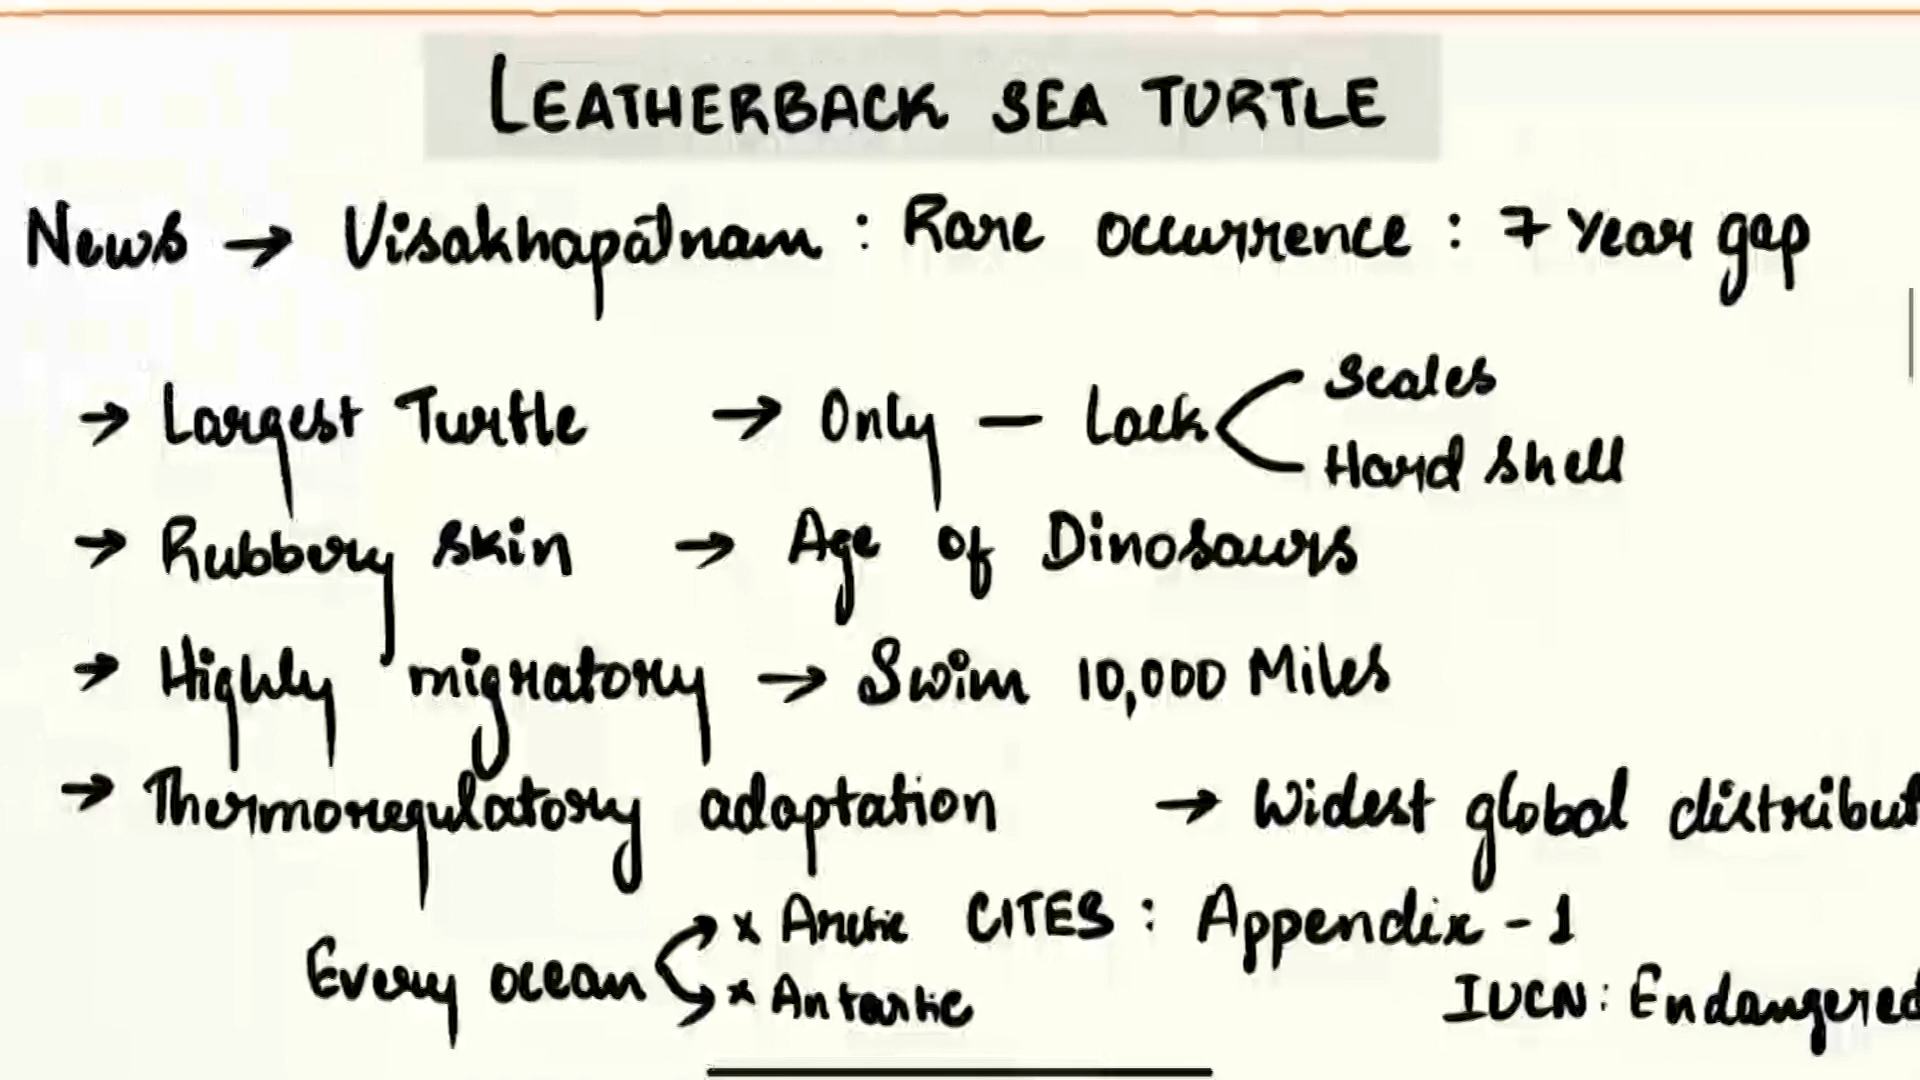 LEATHERBACK SEA TURTLE
News → Visakhapatnam : Rare occurrence : 7 Year gap
→ Largest Turtle → Only — Lack Scales
Hard shell
→ Rubbery skin → Age of Dinosaurs
→ Highly migratory → Swim 10,000 Miles
→ Thermoregulatory adaptation → Widest global distribut
Every ocean x Arctic CITES : Appendix - 1
x Antartic IUCN : Endangered